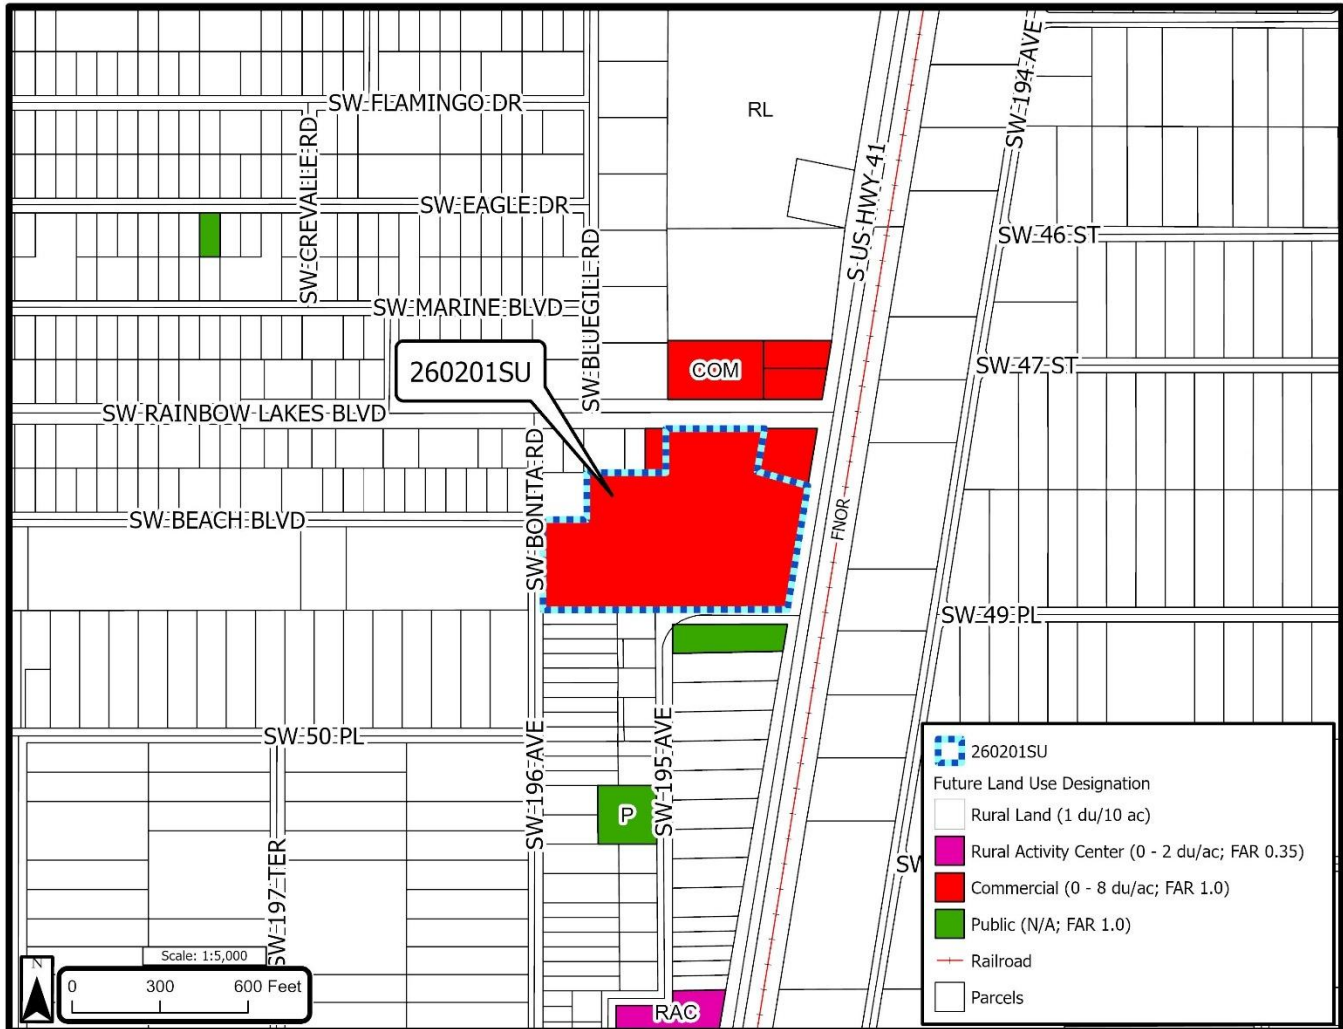 SW FLAMINGO DR
SW CREVALLE RD
RL
SW 194 AVE
S US HWY 41
SW EAGLE DR
SW 46 ST
SW BLUEGILL RD
SW MARINE BLVD
260201SU
COM
SW 47 ST
SW RAINBOW LAKES BLVD
SW BONITA RD
SW BEACH BLVD
FNOR
SW 49 PL
SW 50 PL
SW 196 AVE
SW 195 AVE
P
SW 197 TER
SW
RAC
N
Scale: 1:5,000
0 300 600 Feet
260201SU
Future Land Use Designation
Rural Land (1 du/10 ac)
Rural Activity Center (0 - 2 du/ac; FAR 0.35)
Commercial (0 - 8 du/ac; FAR 1.0)
Public (N/A; FAR 1.0)
Railroad
Parcels